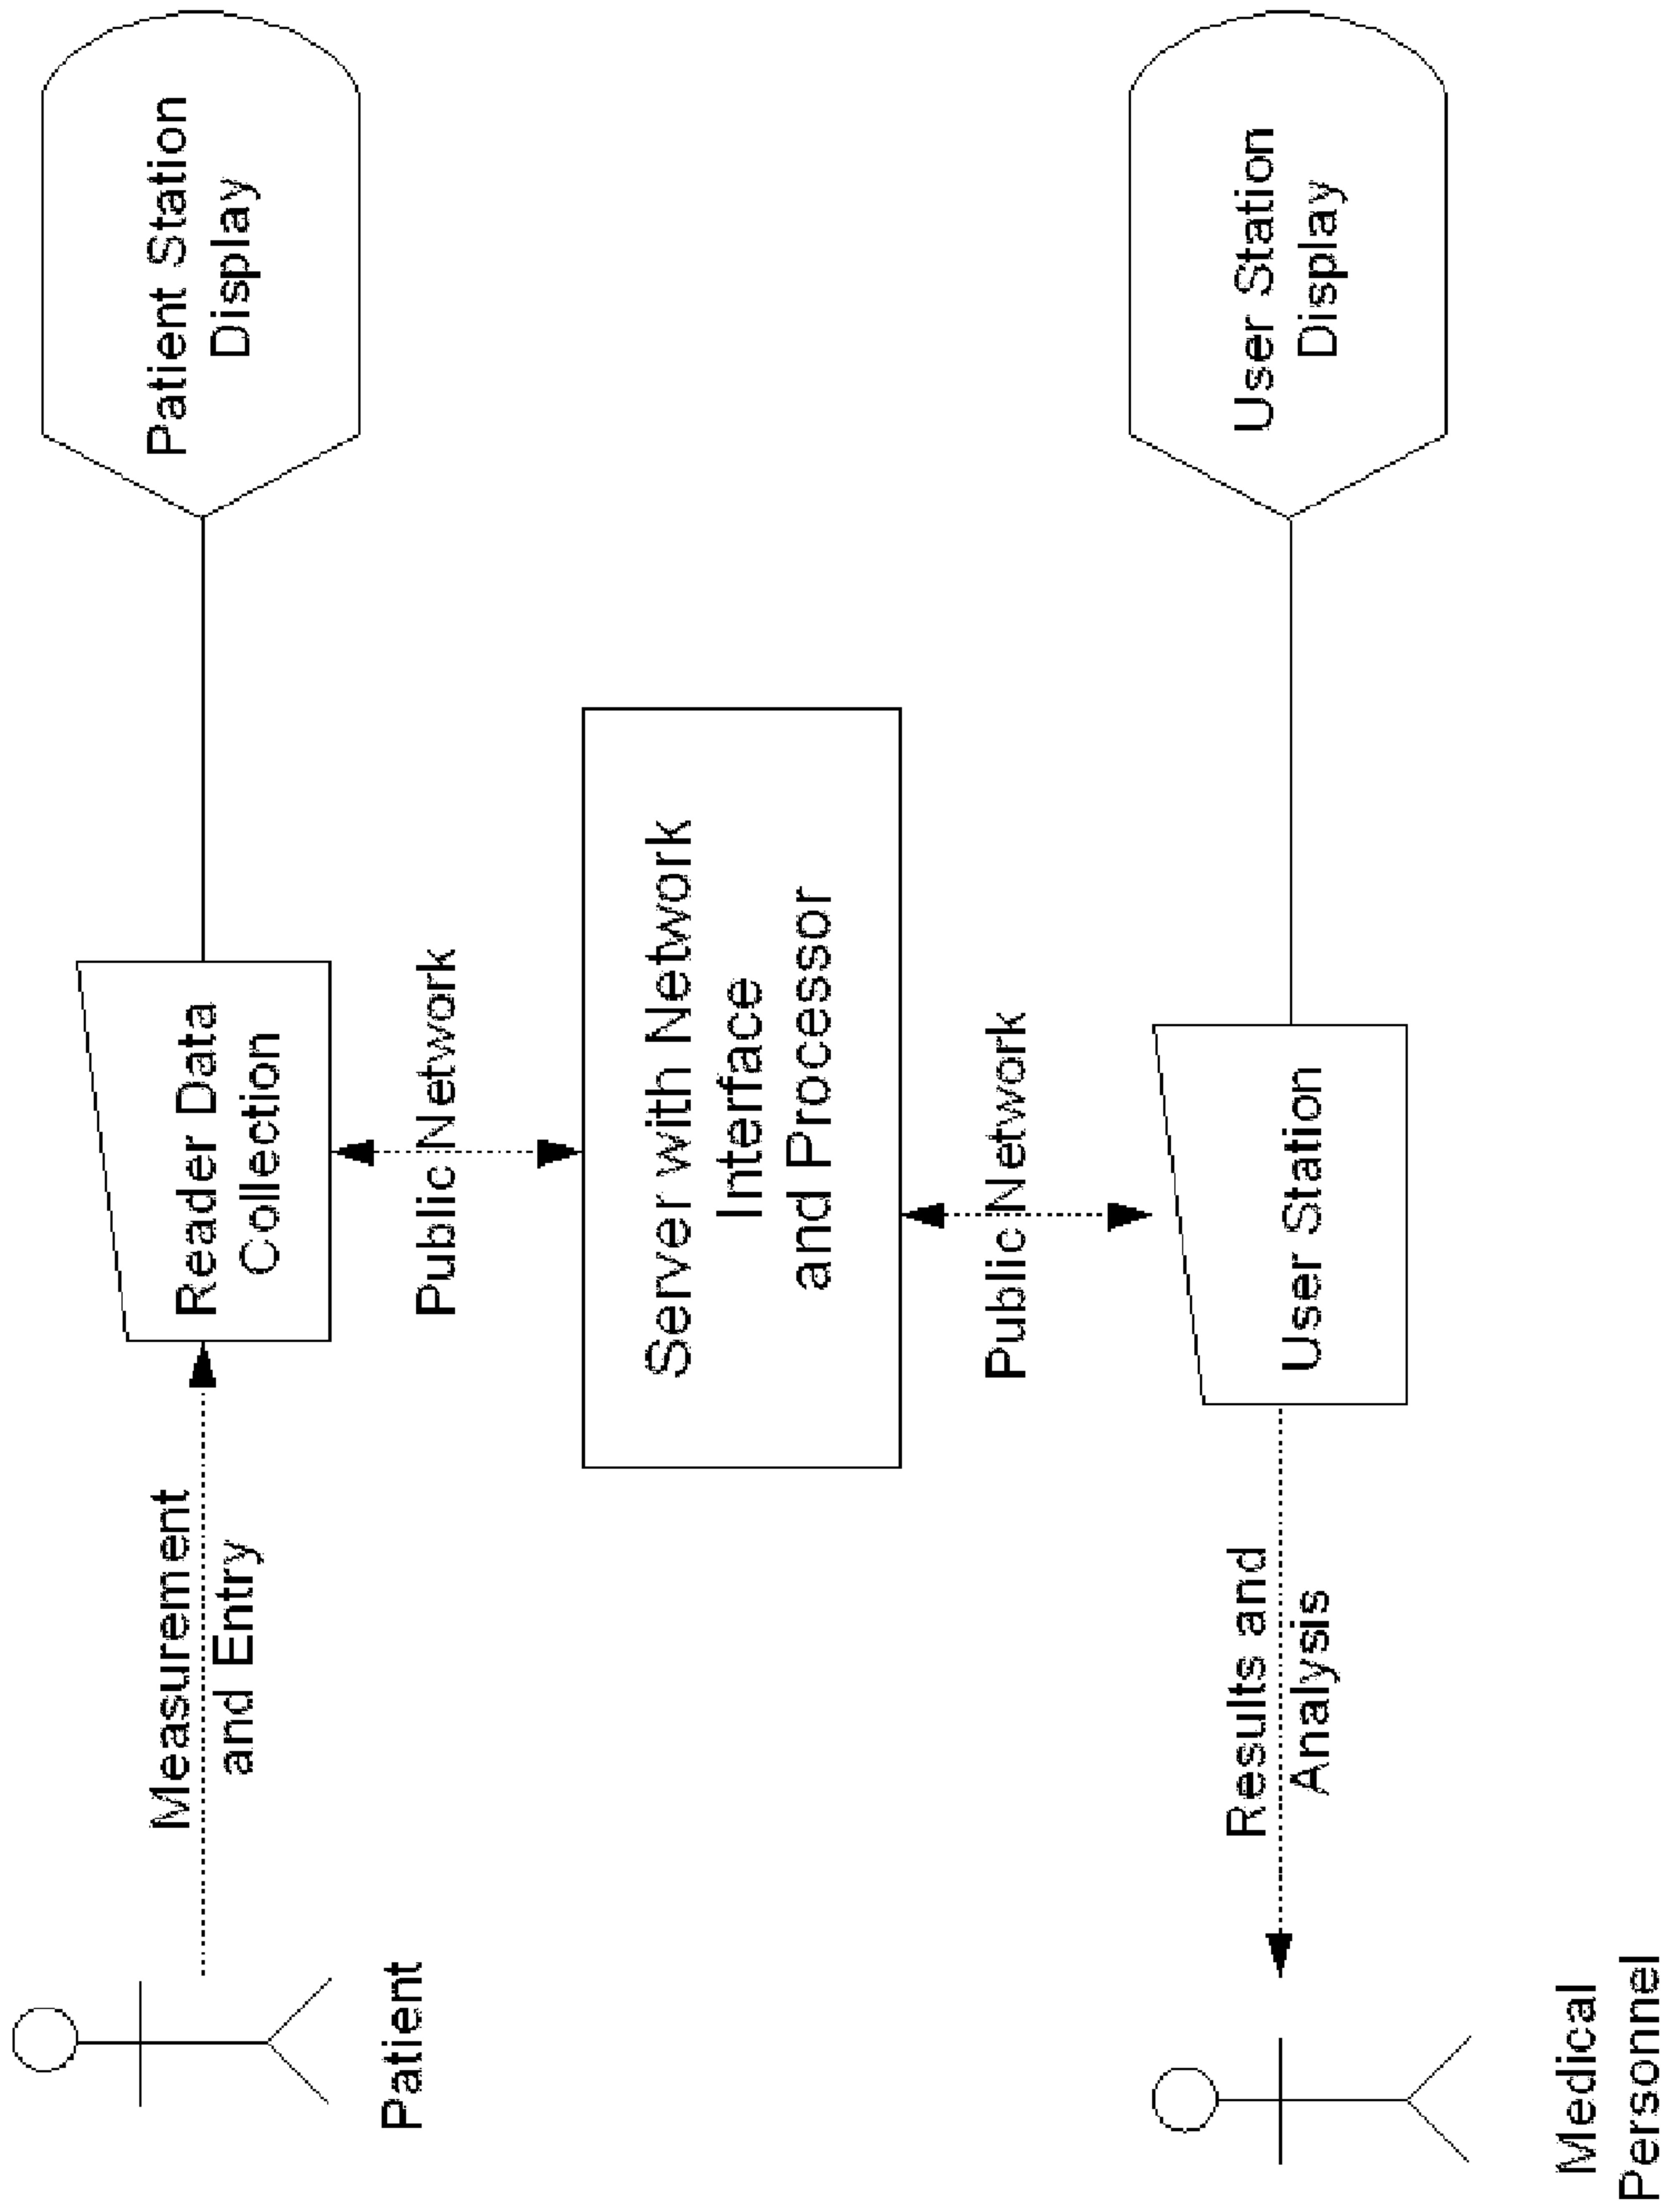 Patient
Measurement
and Entry
Reader Data
Collection
Patient Station
Display
Public Network
Server with Network
Interface
and Processor
Public Network
Medical
Personnel
Results and
Analysis
User Station
User Station
Display